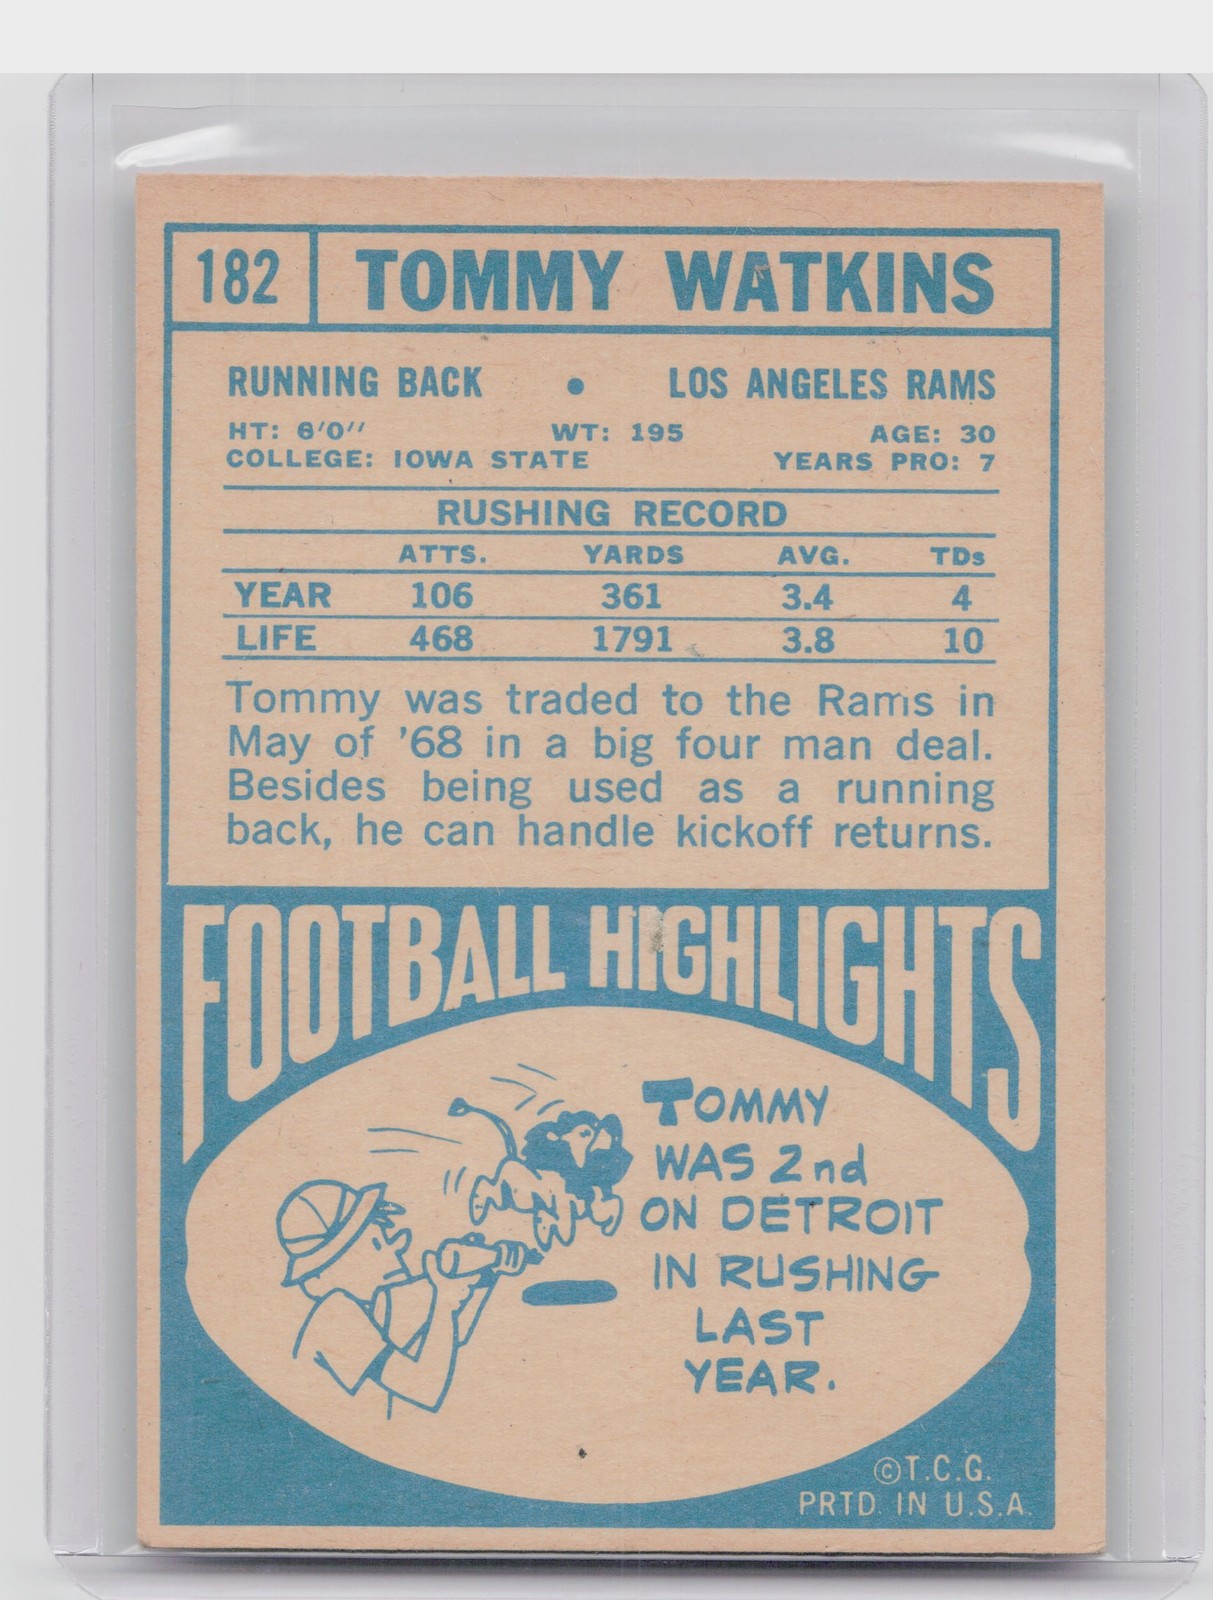 182 TOMMY WATKINS
RUNNING BACK • LOS ANGELES RAMS
HT: 6'0'' WT: 195 AGE: 30
COLLEGE: IOWA STATE YEARS PRO: 7
RUSHING RECORD
ATTS. YARDS AVG. TDs
YEAR 106 361 3.4 4
LIFE 468 1791 3.8 10
Tommy was traded to the Rams in
May of '68 in a big four man deal.
Besides being used as a running
back, he can handle kickoff returns.
FOOTBALL HIGHLIGHTS
TOMMY
WAS 2nd
ON DETROIT
IN RUSHING
LAST
YEAR.
©T.C.G.
PRTD. IN U.S.A.